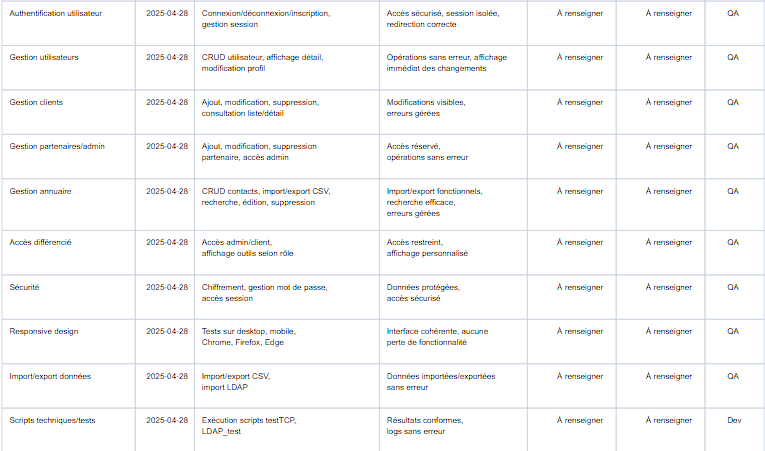 Authentification utilisateur 2025-04-28 Connexion/déconnexion/inscription, Accès sécurisé, session isolée, À renseigner À renseigner QA
gestion session redirection correcte
Gestion utilisateurs 2025-04-28 CRUD utilisateur, affichage détail, Opérations sans erreur, affichage À renseigner À renseigner QA
modification profil immédiat des changements
Gestion clients 2025-04-28 Ajout, modification, suppression, Modifications visibles, À renseigner À renseigner QA
consultation liste/détail erreurs gérées
Gestion partenaires/admin 2025-04-28 Ajout, modification, suppression Accès réservé, À renseigner À renseigner QA
partenaire, accès admin opérations sans erreur
Gestion annuaire 2025-04-28 CRUD contacts, import/export CSV, Import/export fonctionnels, À renseigner À renseigner QA
recherche, édition, suppression recherche efficace,
erreurs gérées
Accès différencié 2025-04-28 Accès admin/client, Accès restreint, À renseigner À renseigner QA
affichage outils selon rôle affichage personnalisé
Sécurité 2025-04-28 Chiffrement, gestion mot de passe, Données protégées, À renseigner À renseigner QA
accès session accès sécurisé
Responsive design 2025-04-28 Tests sur desktop, mobile, Interface cohérente, aucune À renseigner À renseigner QA
Chrome, Firefox, Edge perte de fonctionnalité
Import/export données 2025-04-28 Import/export CSV, Données importées/exportées À renseigner À renseigner QA
import LDAP sans erreur
Scripts techniques/tests 2025-04-28 Exécution scripts testTCP, Résultats conformes, À renseigner À renseigner Dev
LDAP_test logs sans erreur